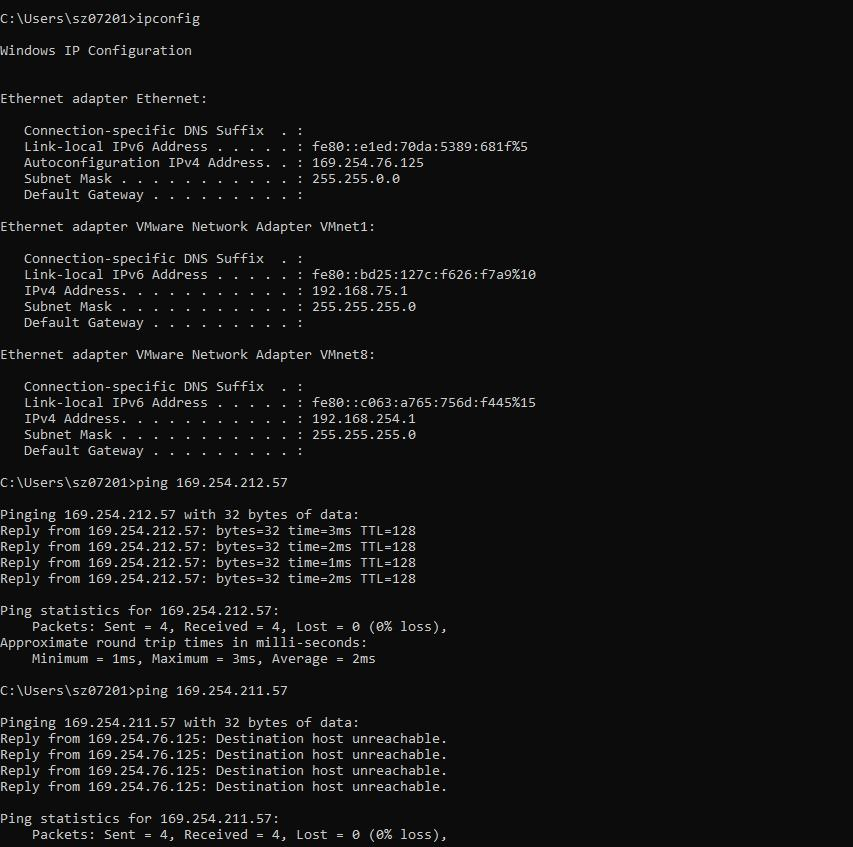 C:\Users\sz07201>ipconfig
Windows IP Configuration
Ethernet adapter Ethernet:
Connection-specific DNS Suffix  . :
Link-local IPv6 Address . . . . . : fe80::e1ed:70da:5389:681f%5
Autoconfiguration IPv4 Address. . : 169.254.76.125
Subnet Mask . . . . . . . . . . . : 255.255.0.0
Default Gateway . . . . . . . . . :
Ethernet adapter VMware Network Adapter VMnet1:
Connection-specific DNS Suffix  . :
Link-local IPv6 Address . . . . . : fe80::bd25:127c:f626:f7a9%10
IPv4 Address. . . . . . . . . . . : 192.168.75.1
Subnet Mask . . . . . . . . . . . : 255.255.255.0
Default Gateway . . . . . . . . . :
Ethernet adapter VMware Network Adapter VMnet8:
Connection-specific DNS Suffix  . :
Link-local IPv6 Address . . . . . : fe80::c063:a765:756d:f445%15
IPv4 Address. . . . . . . . . . . : 192.168.254.1
Subnet Mask . . . . . . . . . . . : 255.255.255.0
Default Gateway . . . . . . . . . :
C:\Users\sz07201>ping 169.254.212.57
Pinging 169.254.212.57 with 32 bytes of data:
Reply from 169.254.212.57: bytes=32 time=3ms TTL=128
Reply from 169.254.212.57: bytes=32 time=2ms TTL=128
Reply from 169.254.212.57: bytes=32 time=1ms TTL=128
Reply from 169.254.212.57: bytes=32 time=2ms TTL=128
Ping statistics for 169.254.212.57:
Packets: Sent = 4, Received = 4, Lost = 0 (0% loss),
Approximate round trip times in milli-seconds:
Minimum = 1ms, Maximum = 3ms, Average = 2ms
C:\Users\sz07201>ping 169.254.211.57
Pinging 169.254.211.57 with 32 bytes of data:
Reply from 169.254.76.125: Destination host unreachable.
Reply from 169.254.76.125: Destination host unreachable.
Reply from 169.254.76.125: Destination host unreachable.
Reply from 169.254.76.125: Destination host unreachable.
Ping statistics for 169.254.211.57:
Packets: Sent = 4, Received = 4, Lost = 0 (0% loss),